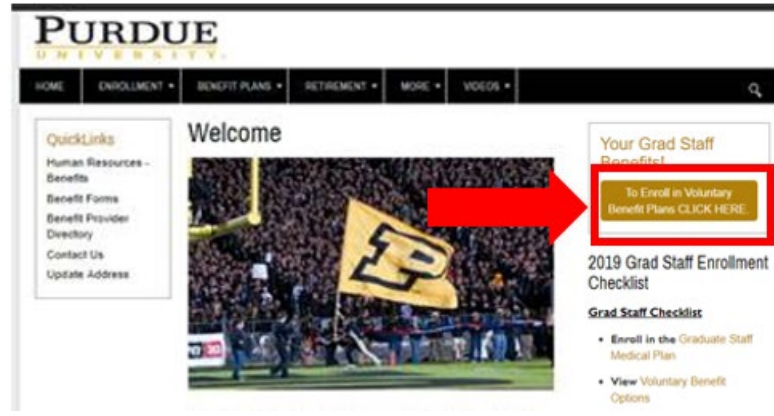 PURDUE
UNIVERSITY
HOME ENROLLMENT BENEFIT PLANS RETIREMENT MORE VIDEOS
QuickLinks
Human Resources -
Benefits
Benefit Forms
Benefit Provider
Directory
Contact Us
Update Address
Welcome
P
Your Grad Staff
Benefits!
To Enroll in Voluntary
Benefit Plans CLICK HERE.
2019 Grad Staff Enrollment
Checklist
Grad Staff Checklist
• Enroll in the Graduate Staff
Medical Plan
• View Voluntary Benefit
Options